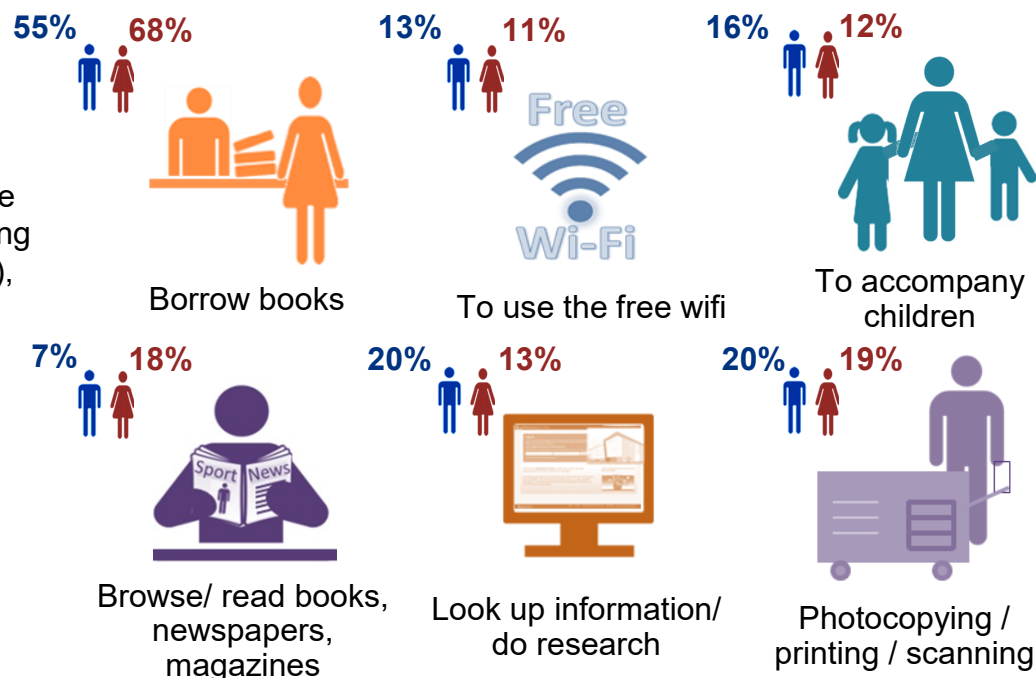 55% 68%
13% 11%
16% 12%
Free
Wi-Fi
e
ng
),
Borrow books
To use the free wifi
To accompany
children
7% 18%
20% 13%
20% 19%
Sport News
Browse/ read books,
newspapers,
magazines
Look up information/
do research
Photocopying /
printing / scanning